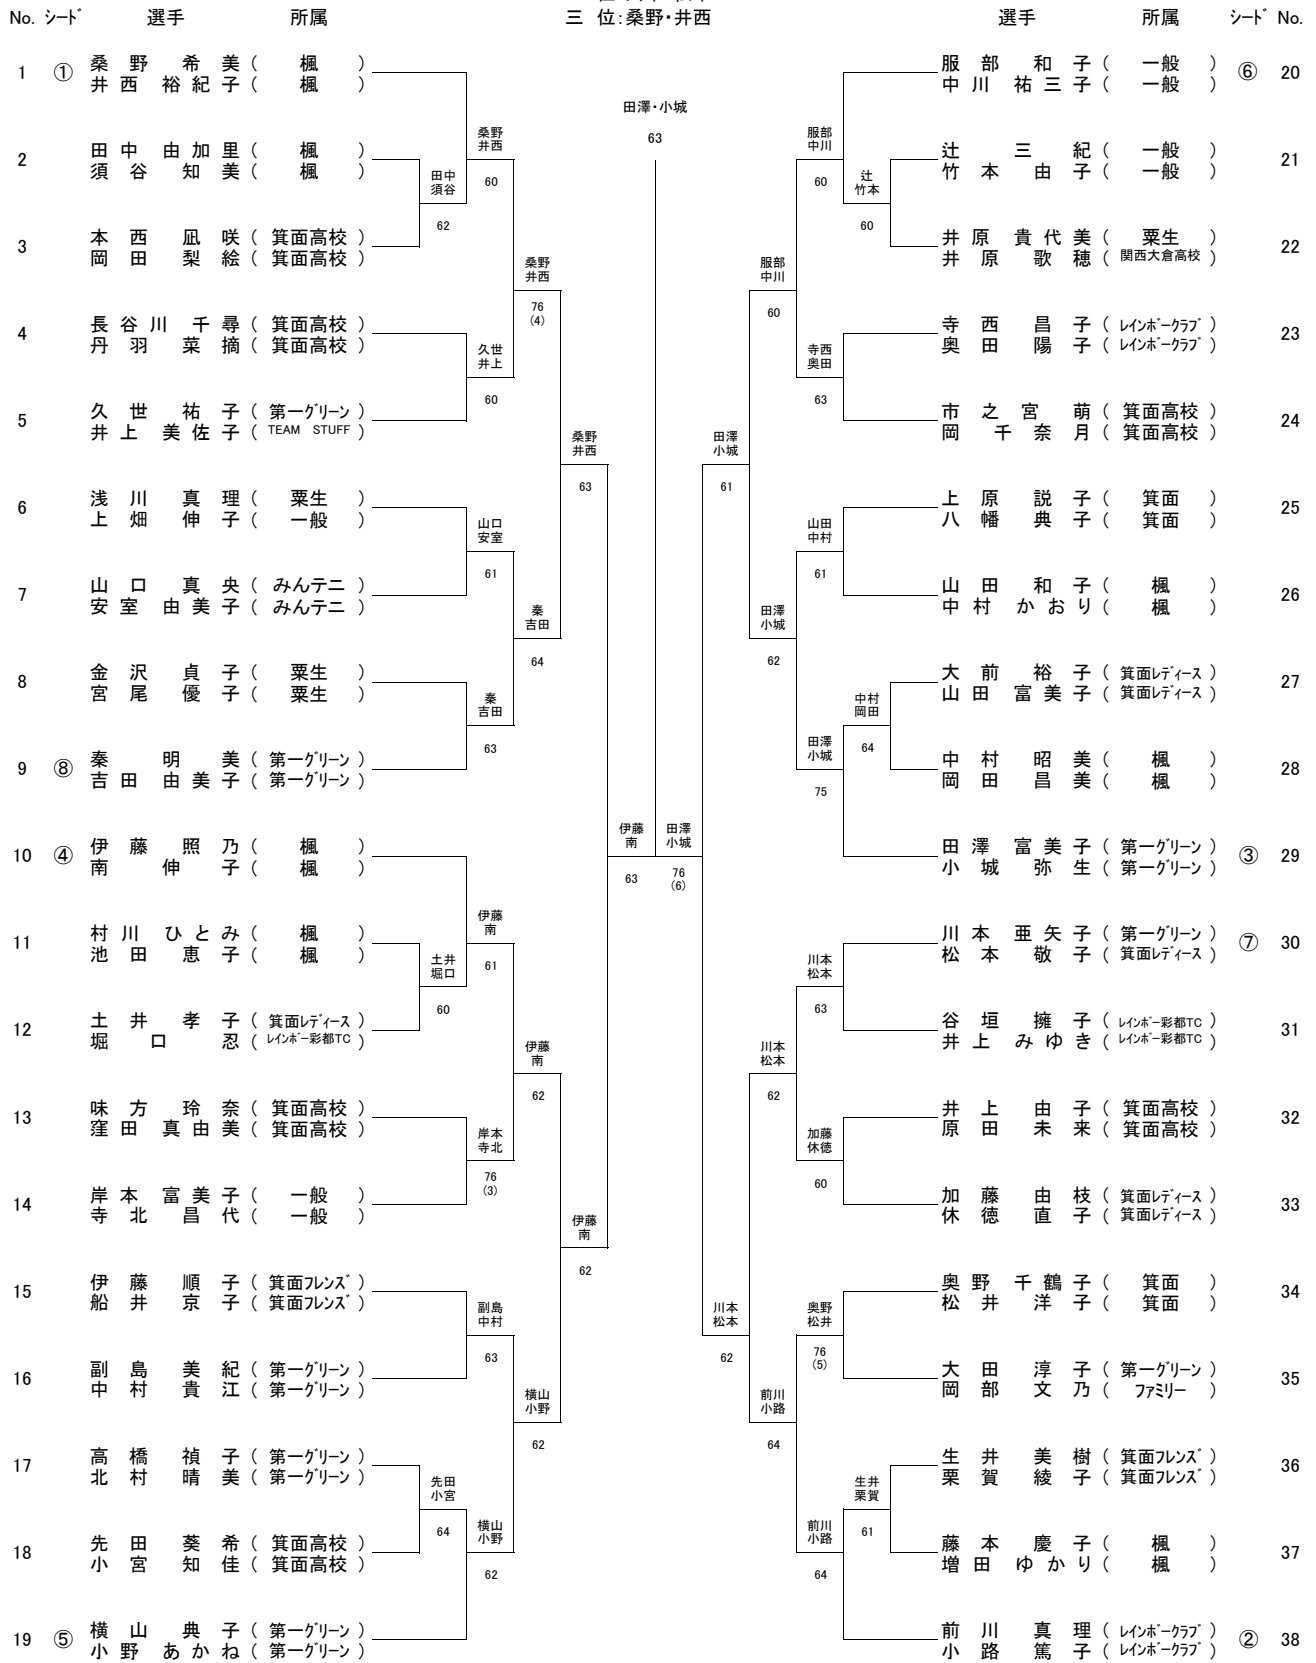 三 位:桑野・井西
No. シード 選手 所属
選手 所属 シード No.
1 ① 桑野 希美 ( 楓 )
井西 裕紀子 ( 楓 )
2 田中 由加里 ( 楓 )
須谷 知美 ( 楓 )
3 本西 凪咲 ( 箕面高校 )
岡田 梨絵 ( 箕面高校 )
4 長谷川 千尋 ( 箕面高校 )
丹羽 菜摘 ( 箕面高校 )
5 久世 祐子 ( 第一グリーン )
井上 美佐子 ( TEAM STUFF )
6 浅川 真理 ( 粟生 )
上畑 伸子 ( 一般 )
7 山口 真央 ( みんテニ )
安室 由美子 ( みんテニ )
8 金沢 貞子 ( 粟生 )
宮尾 優子 ( 粟生 )
9 ⑧ 秦 明美 ( 第一グリーン )
吉田 由美子 ( 第一グリーン )
10 ④ 伊藤 照乃 ( 楓 )
南 伸子 ( 楓 )
11 村川 ひとみ ( 楓 )
池田 恵子 ( 楓 )
12 土井 孝子 ( 箕面レディース )
堀口 忍 ( レインボー彩都TC )
13 味方 玲奈 ( 箕面高校 )
窪田 真由美 ( 箕面高校 )
14 岸本 富美子 ( 一般 )
寺北 昌代 ( 一般 )
15 伊藤 順子 ( 箕面フレンズ )
船井 京子 ( 箕面フレンズ )
16 副島 美紀 ( 第一グリーン )
中村 貴江 ( 第一グリーン )
17 高橋 禎子 ( 第一グリーン )
北村 晴美 ( 第一グリーン )
18 先田 葵希 ( 箕面高校 )
小宮 知佳 ( 箕面高校 )
19 ⑤ 横山 典子 ( 第一グリーン )
小野 あかね ( 第一グリーン )
田中
須谷
62
土井
堀口
60
先田
小宮
64
桑野
井西
60
久世
井上
60
山口
安室
61
秦
吉田
63
伊藤
南
61
岸本
寺北
76
(3)
副島
中村
63
横山
小野
62
桑野
井西
76
(4)
秦
吉田
64
伊藤
南
62
横山
小野
62
桑野
井西
63
伊藤
南
62
伊藤
南
63
田澤・小城
63
田澤
小城
76
(6)
田澤
小城
61
川本
松本
62
服部
中川
60
田澤
小城
62
川本
松本
62
前川
小路
64
服部
中川
60
寺西
奥田
63
山田
中村
61
田澤
小城
75
川本
松本
63
加藤
休徳
60
奥野
松井
76
(5)
前川
小路
64
辻
竹本
60
中村
岡田
64
生井
栗賀
61
服部 和子 ( 一般 ) ⑥ 20
中川 祐三子 ( 一般 )
辻 三紀 ( 一般 ) 21
竹本 由子 ( 一般 )
井原 貴代美 ( 粟生 ) 22
井原 歌穂 ( 関西大倉高校 )
寺西 昌子 ( レインボークラブ ) 23
奥田 陽子 ( レインボークラブ )
市之宮 萌 ( 箕面高校 ) 24
岡 千奈月 ( 箕面高校 )
上原 説子 ( 箕面 ) 25
八幡 典子 ( 箕面 )
山田 和子 ( 楓 ) 26
中村 かおり ( 楓 )
大前 裕子 ( 箕面レディース ) 27
山田 富美子 ( 箕面レディース )
中村 昭美 ( 楓 ) 28
岡田 昌美 ( 楓 )
田澤 富美子 ( 第一グリーン ) ③ 29
小城 弥生 ( 第一グリーン )
川本 亜矢子 ( 第一グリーン ) ⑦ 30
松本 敬子 ( 箕面レディース )
谷垣 擁子 ( レインボー彩都TC ) 31
井上 みゆき ( レインボー彩都TC )
井上 由子 ( 箕面高校 ) 32
原田 未来 ( 箕面高校 )
加藤 由枝 ( 箕面レディース ) 33
休徳 直子 ( 箕面レディース )
奥野 千鶴子 ( 箕面 ) 34
松井 洋子 ( 箕面 )
大田 淳子 ( 第一グリーン ) 35
岡部 文乃 ( ファミリー )
生井 美樹 ( 箕面フレンズ ) 36
栗賀 綾子 ( 箕面フレンズ )
藤本 慶子 ( 楓 ) 37
増田 ゆかり ( 楓 )
前川 真理 ( レインボークラブ ) ② 38
小路 篤子 ( レインボークラブ )